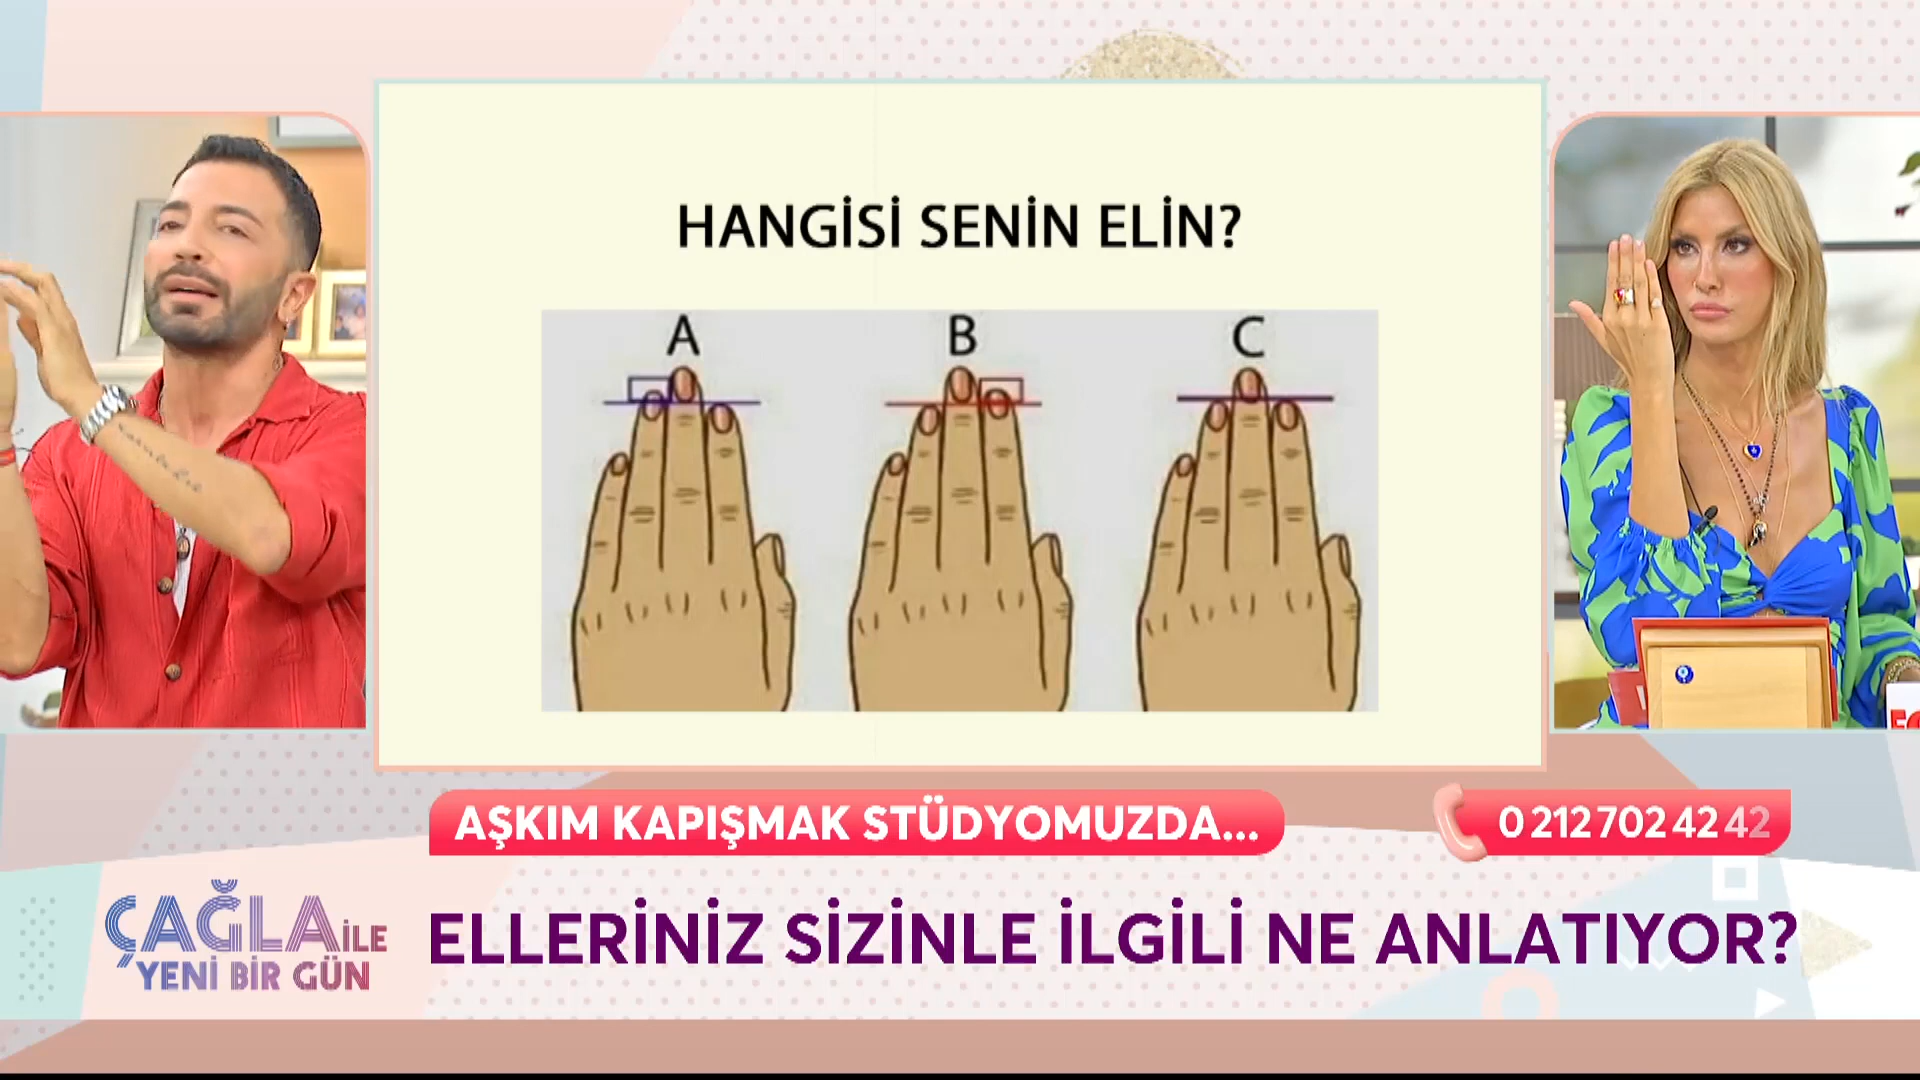 HANGİSİ SENİN ELİN?
A B C
AŞKIM KAPIŞMAK STÜDYOMUZDA...
0 212 702 42 42
ÇAĞLA İLE
YENİ BİR GÜN
ELLERİNİZ SİZİNLE İLGİLİ NE ANLATIYOR?